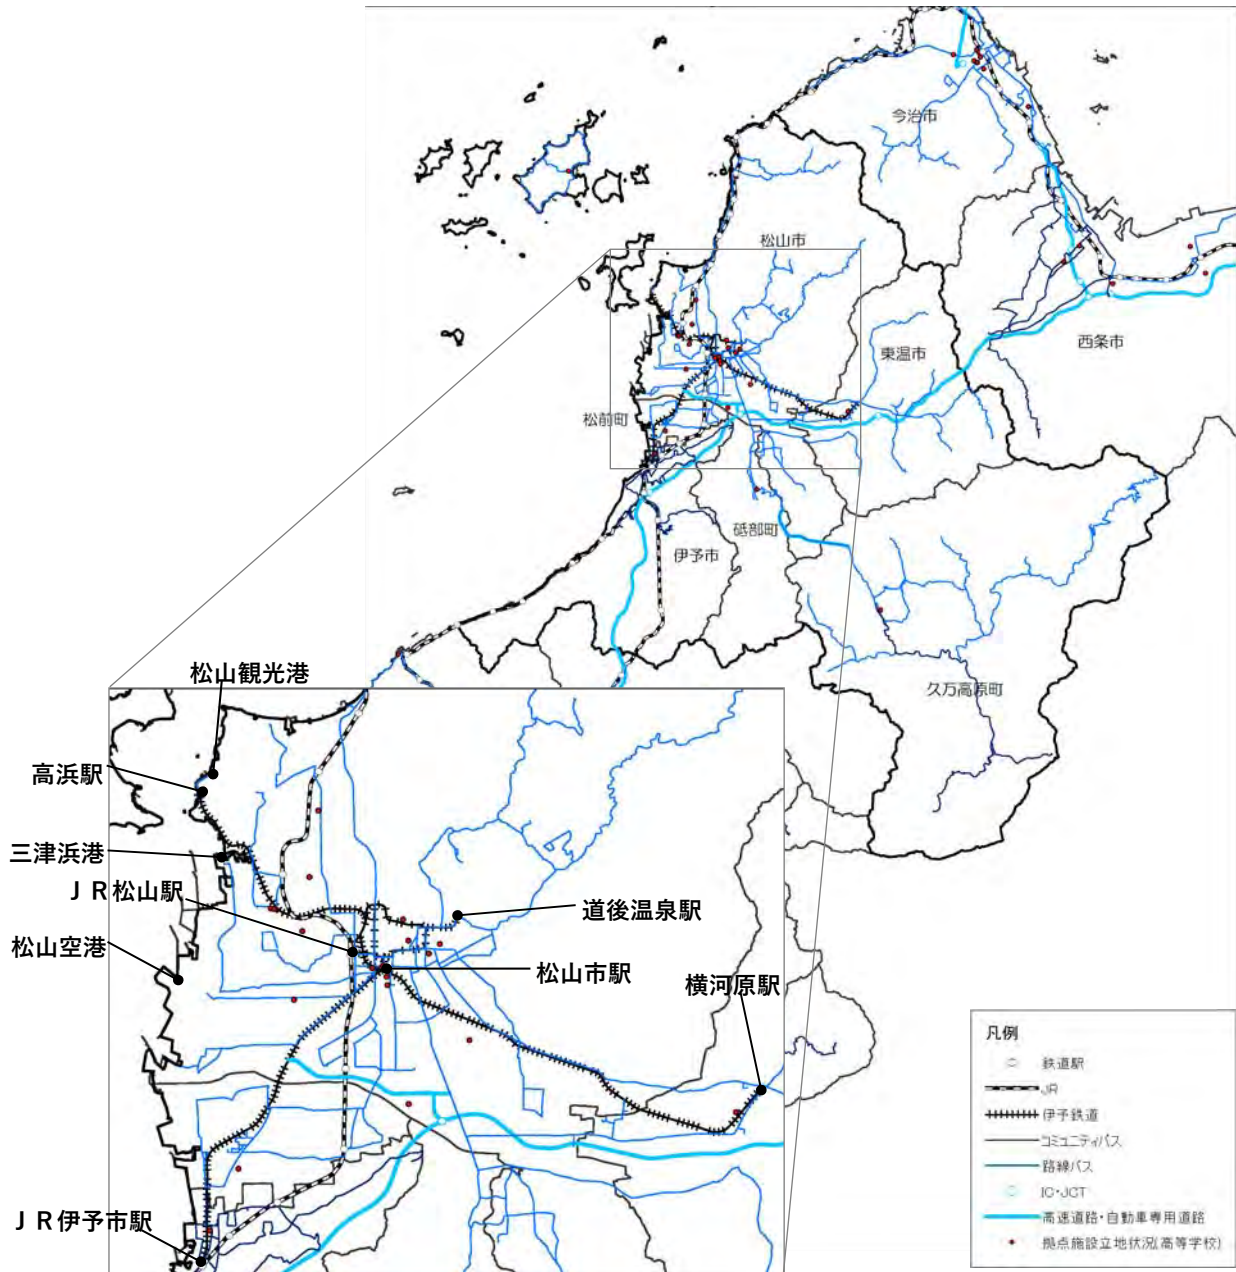 今治市
松山市
西条市
東温市
松前町
砥部町
伊予市
久万高原町
松山観光港
高浜駅
三津浜港
ＪＲ松山駅
道後温泉駅
松山空港
松山市駅
横河原駅
ＪＲ伊予市駅
凡例
鉄道駅
JR
伊予鉄道
コミュニティバス
路線バス
IC・JCT
高速道路・自動車専用道路
拠点施設立地状況(高等学校)